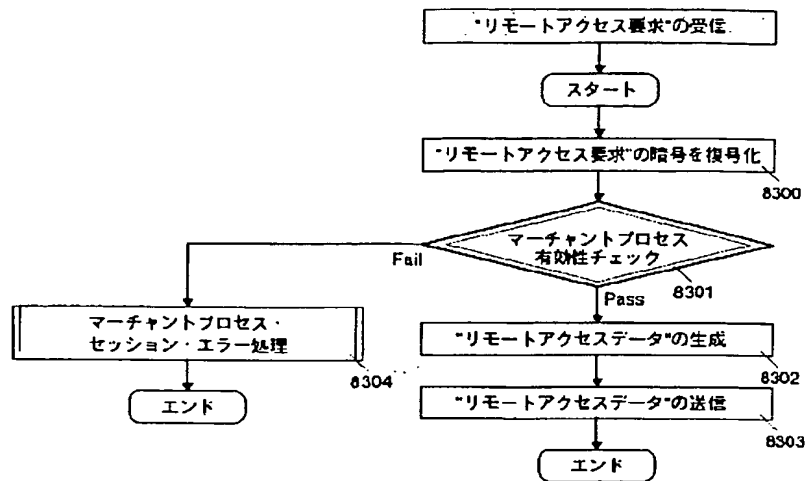 "リモートアクセス要求"の受信
スタート
"リモートアクセス要求"の暗号を復号化
8300
マーチャントプロセス
有効性チェック
8301
Fail
Pass
マーチャントプロセス・
セッション・エラー処理
8304
エンド
"リモートアクセスデータ"の生成
8302
"リモートアクセスデータ"の送信
8303
エンド